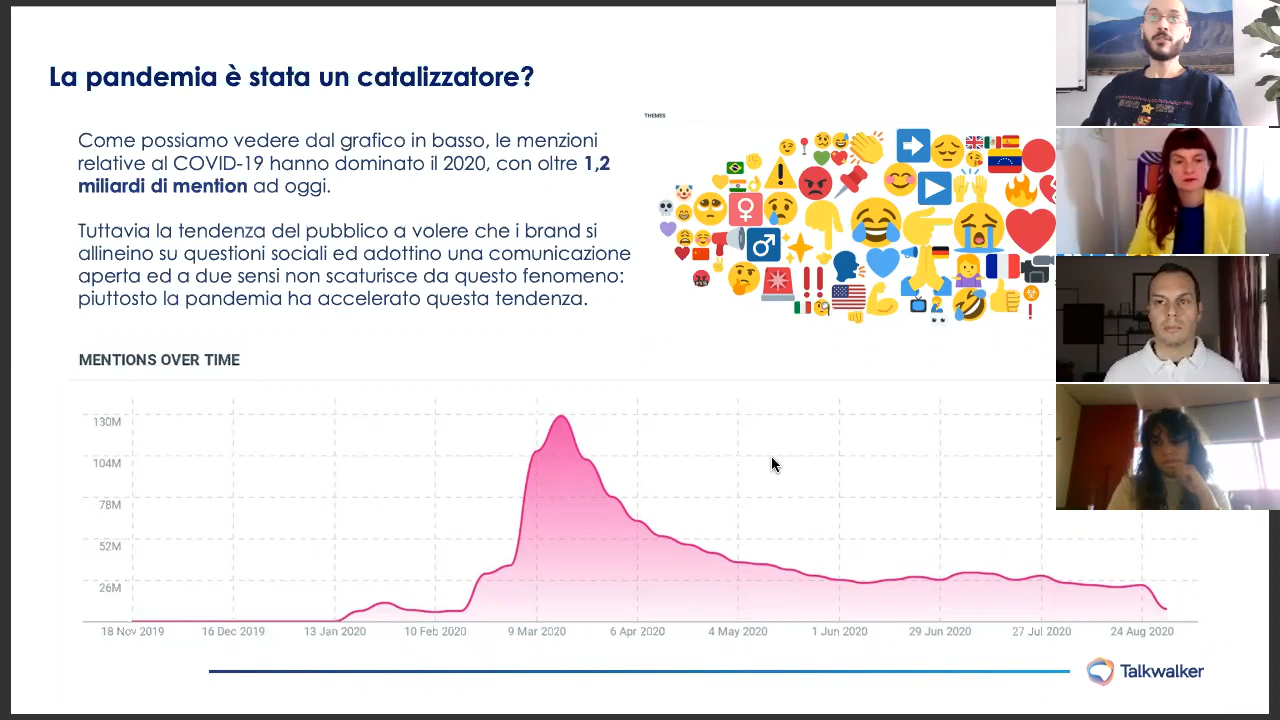 La pandemia è stata un catalizzatore?
THEMES
Come possiamo vedere dal grafico in basso, le menzioni
relative al COVID-19 hanno dominato il 2020, con oltre 1,2
miliardi di mention ad oggi.
Tuttavia la tendenza del pubblico a volere che i brand si
allineino su questioni sociali ed adottino una comunicazione
aperta ed a due sensi non scaturisce da questo fenomeno:
piuttosto la pandemia ha accelerato questa tendenza.
MENTIONS OVER TIME
130M
104M
78M
52M
26M
18 Nov 2019 16 Dec 2019 13 Jan 2020 10 Feb 2020 9 Mar 2020 6 Apr 2020 4 May 2020 1 Jun 2020 29 Jun 2020 27 Jul 2020 24 Aug 2020
Talkwalker